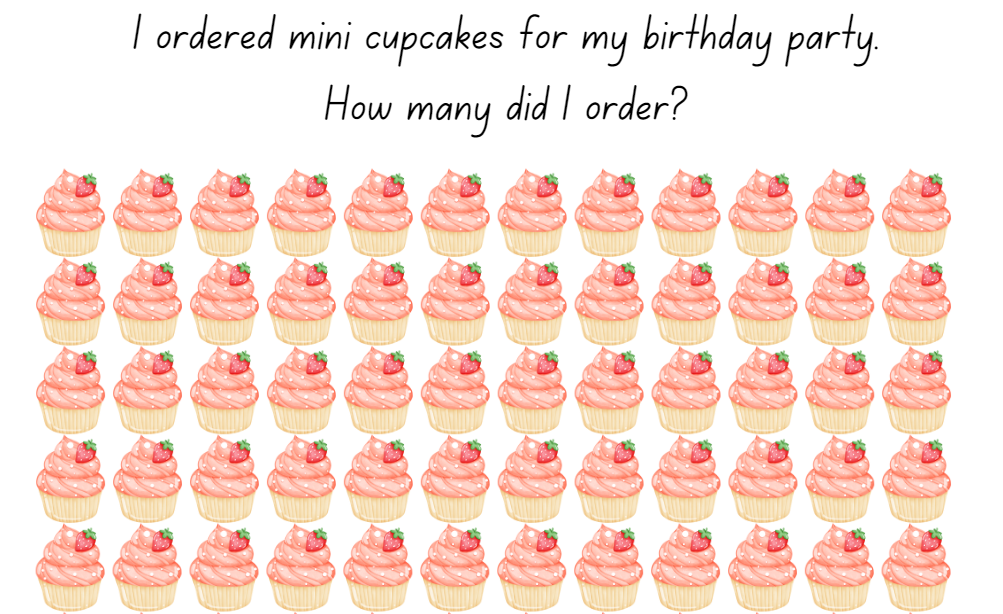 I ordered mini cupcakes for my birthday party.
How many did I order?